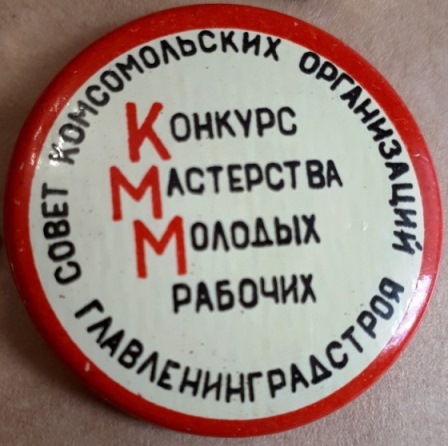 СОВЕТ КОМСОМОЛЬСКИХ ОРГАНИЗАЦИЙ
ГЛАВЛЕНИНГРАДСТРОЯ
КОНКУРС
МАСТЕРСТВА
МОЛОДЫХ
РАБОЧИХ